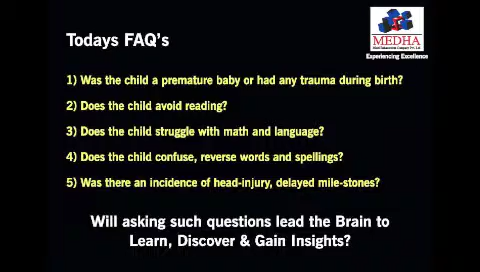 Todays FAQ's
MEDHA
Experiencing Excellence
1) Was the child a premature baby or had any trauma during birth?
2) Does the child avoid reading?
3) Does the child struggle with math and language?
4) Does the child confuse, reverse words and spellings?
5) Was there an incidence of head-injury, delayed mile-stones?
Will asking such questions lead the Brain to
Learn, Discover & Gain Insights?